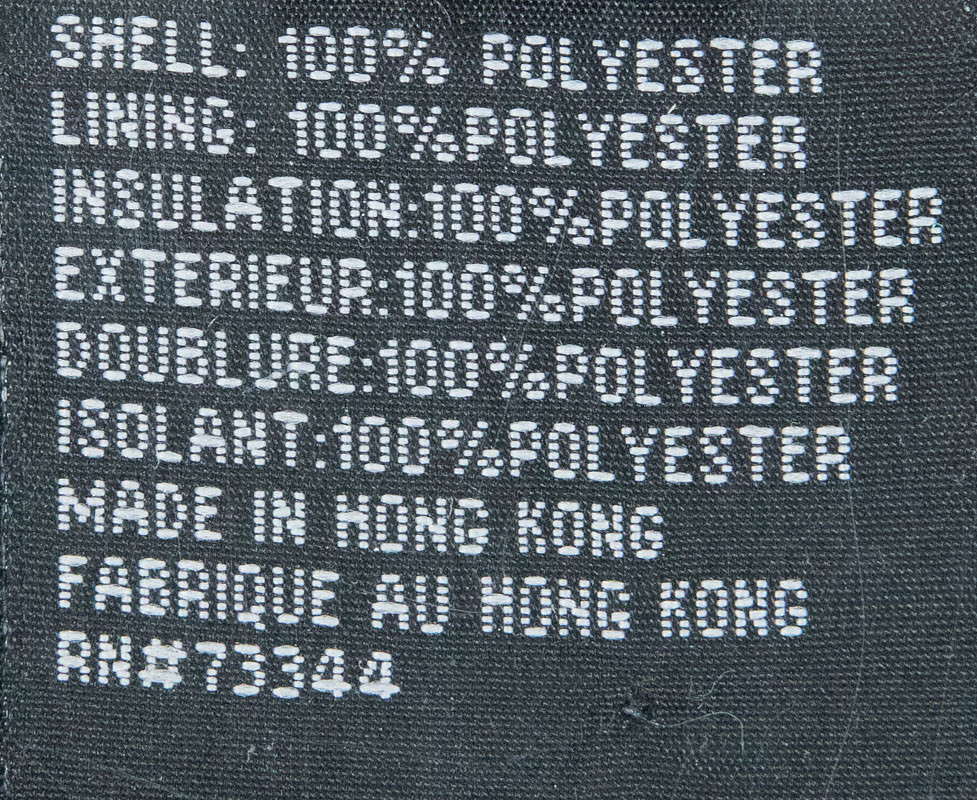 SHELL: 100% POLYESTER
LINING: 100%POLYESTER
INSULATION:100%POLYESTER
EXTERIEUR:100%POLYESTER
DOUBLURE:100%POLYESTER
ISOLANT:100%POLYESTER
MADE IN HONG KONG
FABRIQUE AU HONG KONG
RN#73344